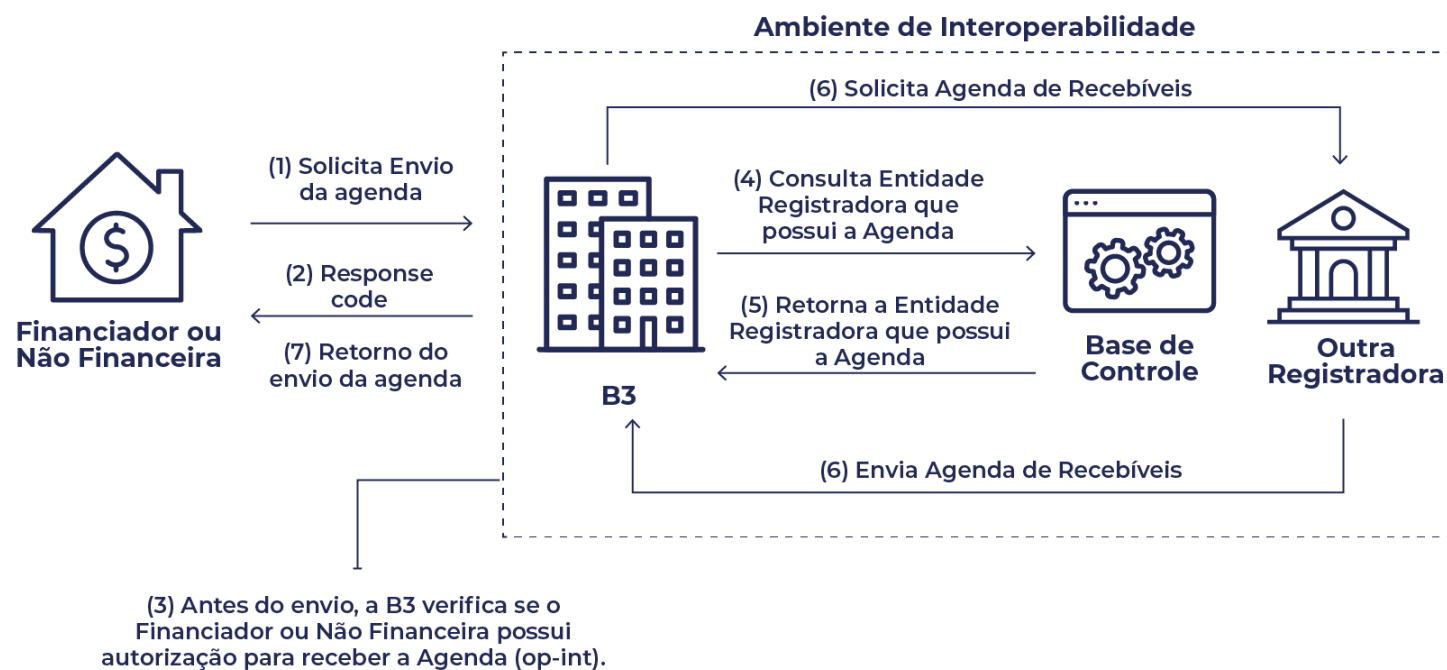 Ambiente de Interoperabilidade
(6) Solicita Agenda de Recebíveis
(1) Solicita Envio
da agenda
(2) Response
code
(7) Retorno do
envio da agenda
Financiador ou
Não Financeira
(4) Consulta Entidade
Registradora que
possui a Agenda
(5) Retorna a Entidade
Registradora que possui
a Agenda
B3
Base de
Controle
Outra
Registradora
(6) Envia Agenda de Recebíveis
(3) Antes do envio, a B3 verifica se o
Financiador ou Não Financeira possui
autorização para receber a Agenda (op-int).